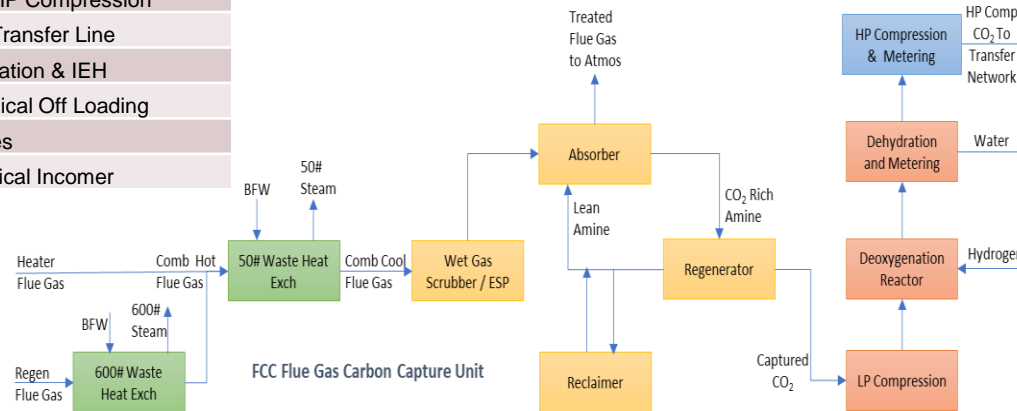 HP Compression
Transfer Line
ation & IEH
ical Off Loading
es
ical Incomer
Treated
Flue Gas
to Atmos
HP Compression
& Metering
HP Comp
CO₂ To
Transfer
Network
Absorber
Dehydration
and Metering
Water
50#
Steam
BFW
Lean
Amine
CO₂ Rich
Amine
Heater
Flue Gas
Comb Hot
Flue Gas
50# Waste Heat
Exch
Comb Cool
Flue Gas
Wet Gas
Scrubber / ESP
Regenerator
Deoxygenation
Reactor
Hydrogen
600#
Steam
BFW
Regen
Flue Gas
600# Waste
Heat Exch
FCC Flue Gas Carbon Capture Unit
Reclaimer
Captured
CO₂
LP Compression